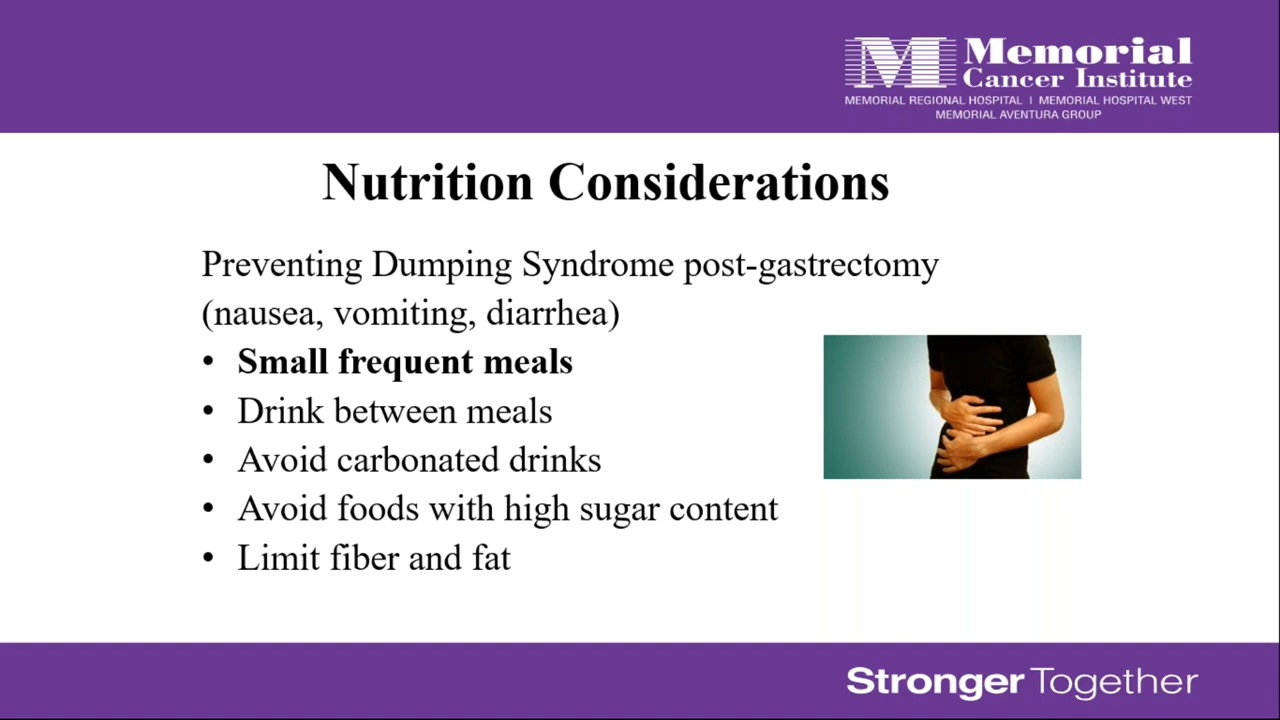 Memorial
Cancer Institute
MEMORIAL REGIONAL HOSPITAL | MEMORIAL HOSPITAL WEST
MEMORIAL AVENTURA GROUP
Nutrition Considerations
Preventing Dumping Syndrome post-gastrectomy
(nausea, vomiting, diarrhea)
• Small frequent meals
• Drink between meals
• Avoid carbonated drinks
• Avoid foods with high sugar content
• Limit fiber and fat
Stronger Together